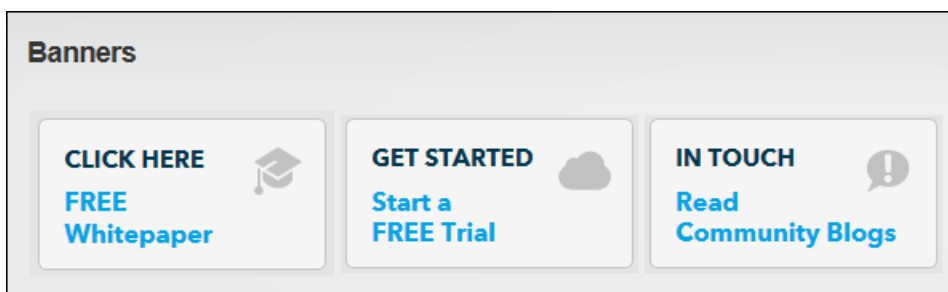 Banners
CLICK HERE
FREE
Whitepaper
GET STARTED
Start a
FREE Trial
IN TOUCH
Read
Community Blogs